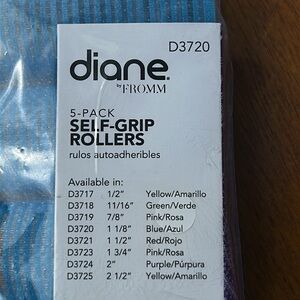 D3720
diane.
by FROMM
5-PACK
SELF-GRIP
ROLLERS
rulos autoadheribles
Available in:
D3717 1/2" Yellow/Amarillo
D3718 11/16" Green/Verde
D3719 7/8" Pink/Rosa
D3720 1 1/8" Blue/Azul
D3721 1 1/2" Red/Rojo
D3723 1 3/4" Pink/Rosa
D3724 2" Purple/Púrpura
D3725 2 1/2" Yellow/Amarillo